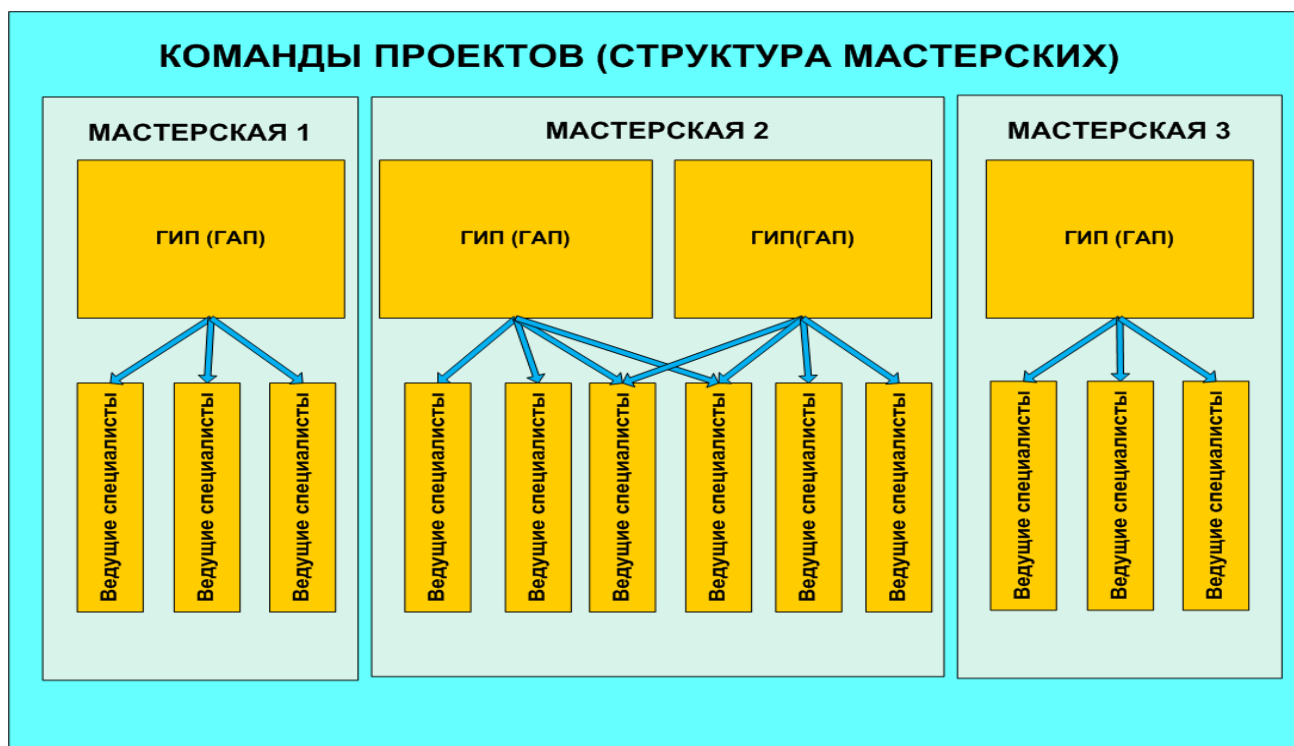 КОМАНДЫ ПРОЕКТОВ (СТРУКТУРА МАСТЕРСКИХ)
МАСТЕРСКАЯ 1
ГИП (ГАП)
Ведущие специалисты
Ведущие специалисты
Ведущие специалисты
МАСТЕРСКАЯ 2
ГИП (ГАП)
ГИП(ГАП)
Ведущие специалисты
Ведущие специалисты
Ведущие специалисты
Ведущие специалисты
Ведущие специалисты
Ведущие специалисты
МАСТЕРСКАЯ 3
ГИП (ГАП)
Ведущие специалисты
Ведущие специалисты
Ведущие специалисты